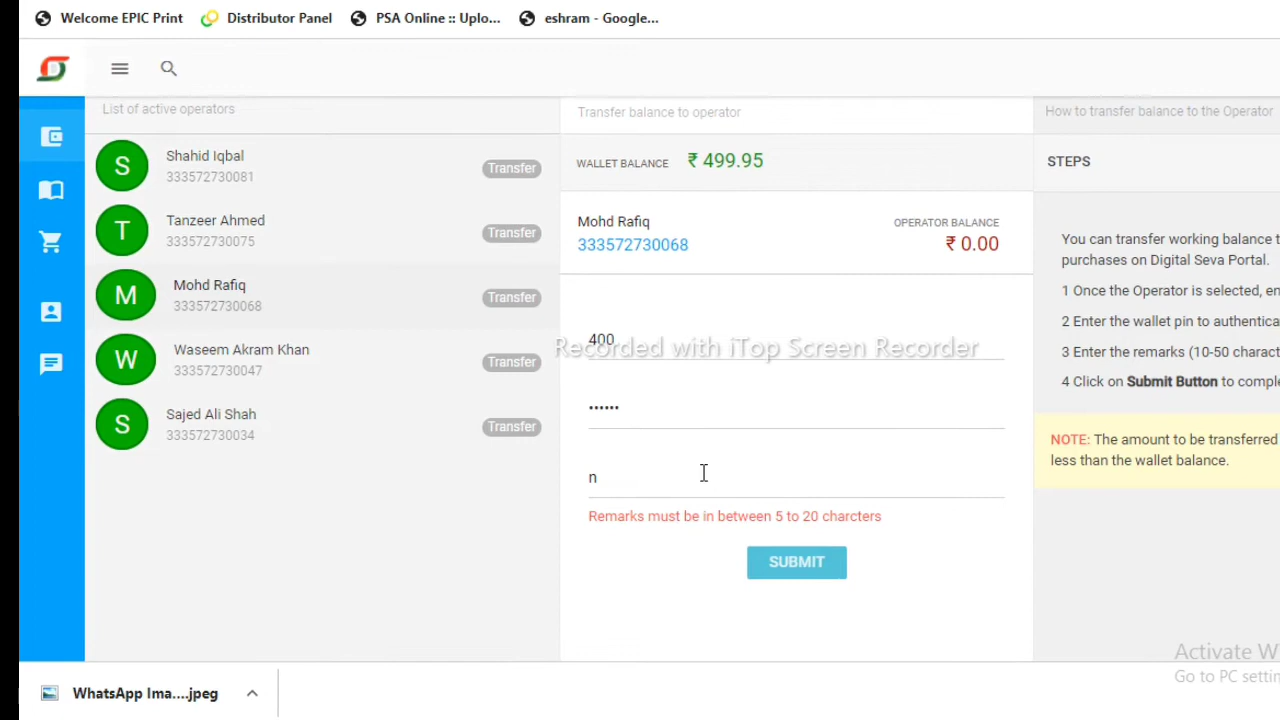 Welcome EPIC Print
Distributor Panel
PSA Online :: Uplo...
eshram - Google...
List of active operators
S
Shahid Iqbal
333572730081
Transfer
T
Tanzeer Ahmed
333572730075
Transfer
M
Mohd Rafiq
333572730068
Transfer
W
Waseem Akram Khan
333572730047
Transfer
S
Sajed Ali Shah
333572730034
Transfer
Transfer balance to operator
WALLET BALANCE ₹ 499.95
Mohd Rafiq
333572730068
OPERATOR BALANCE
₹ 0.00
400
Recorded with iTop Screen Recorder
••••••
n
Remarks must be in between 5 to 20 charcters
SUBMIT
How to transfer balance to the Operator
STEPS
You can transfer working balance t
purchases on Digital Seva Portal.
1 Once the Operator is selected, en
2 Enter the wallet pin to authentica
3 Enter the remarks (10-50 charact
4 Click on Submit Button to comple
NOTE: The amount to be transferred
less than the wallet balance.
Activate W
Go to PC settin
WhatsApp Ima....jpeg